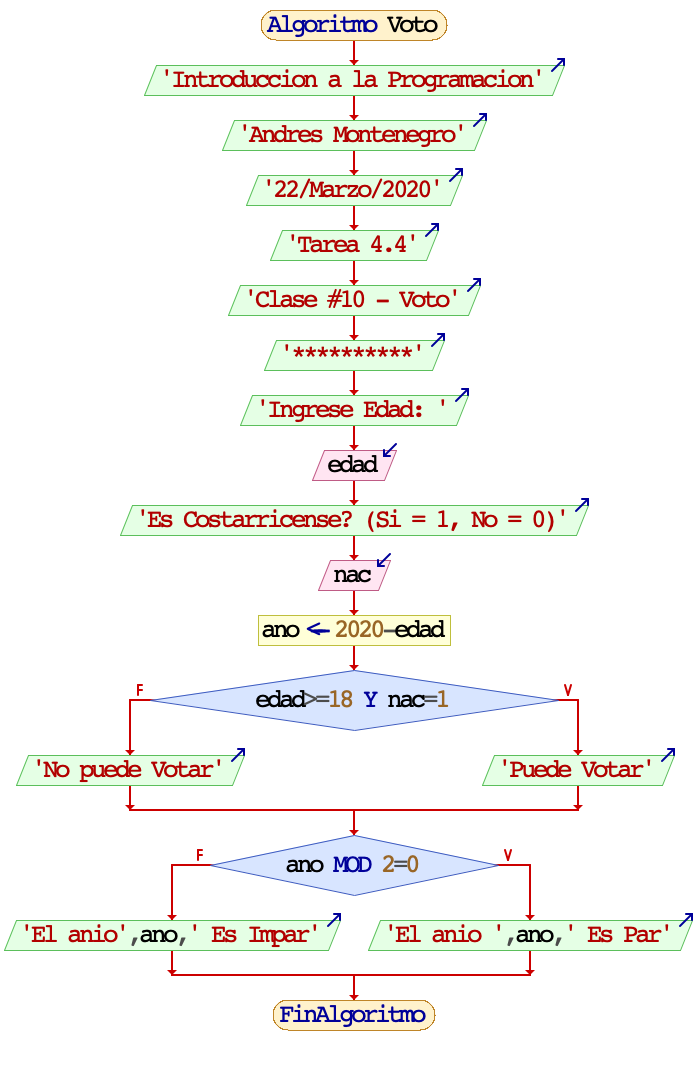 Algoritmo Voto
'Introduccion a la Programacion'
'Andres Montenegro'
'22/Marzo/2020'
'Tarea 4.4'
'Clase #10 - Voto'
'**********'
'Ingrese Edad: '
edad
'Es Costarricense? (Si = 1, No = 0)'
nac
ano <- 2020-edad
F
V
edad>=18 Y nac=1
'No puede Votar'
'Puede Votar'
F
V
ano MOD 2=0
'El anio',ano,' Es Impar'
'El anio ',ano,' Es Par'
FinAlgoritmo